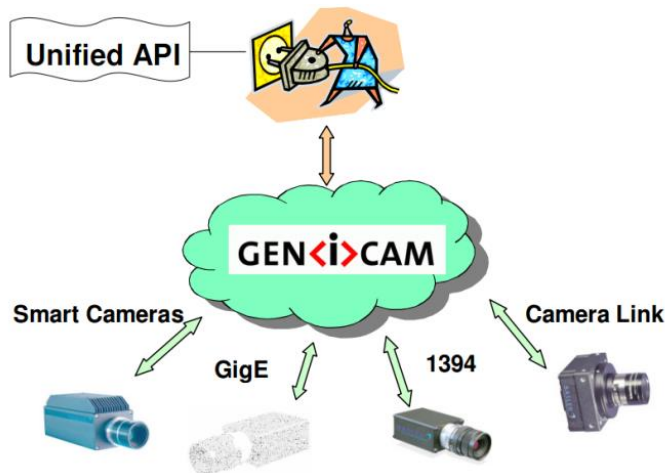 Unified API
GEN<i>CAM
Smart Cameras
Camera Link
GigE
1394